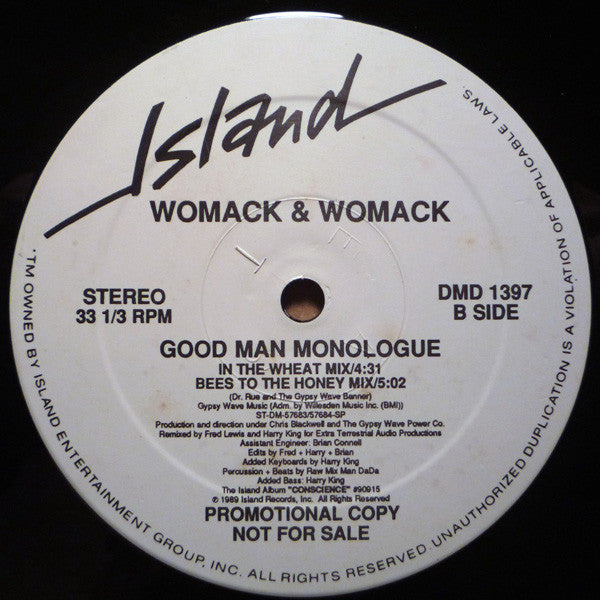 Island
WOMACK & WOMACK
STEREO
33 1/3 RPM
DMD 1397
B SIDE
GOOD MAN MONOLOGUE
IN THE WHEAT MIX/4:31
BEES TO THE HONEY MIX/5:02
(Dr. Rue and The Gypsy Wave Banner)
Gypsy Wave Music (Adm. by Willesden Music Inc. (BMI))
ST-DM-57683/57684-SP
Production and direction under Chris Blackwell and The Gypsy Wave Power Co.
Remixed by Fred Lewis and Harry King for Extra Terrestrial Audio Productions
Assistant Engineer: Brian Connell
Edits by Fred + Harry + Brian
Added Keyboards by Harry King
Percussion + Beats by Raw Mix Man DaDa
Added Bass: Harry King
The Island Album "CONSCIENCE" #90915
© 1989 Island Records, Inc. All Rights Reserved
PROMOTIONAL COPY
NOT FOR SALE
'TM OWNED BY ISLAND ENTERTAINMENT GROUP, INC. ALL RIGHTS RESERVED. UNAUTHORIZED DUPLICATION IS A VIOLATION OF APPLICABLE LAWS.'